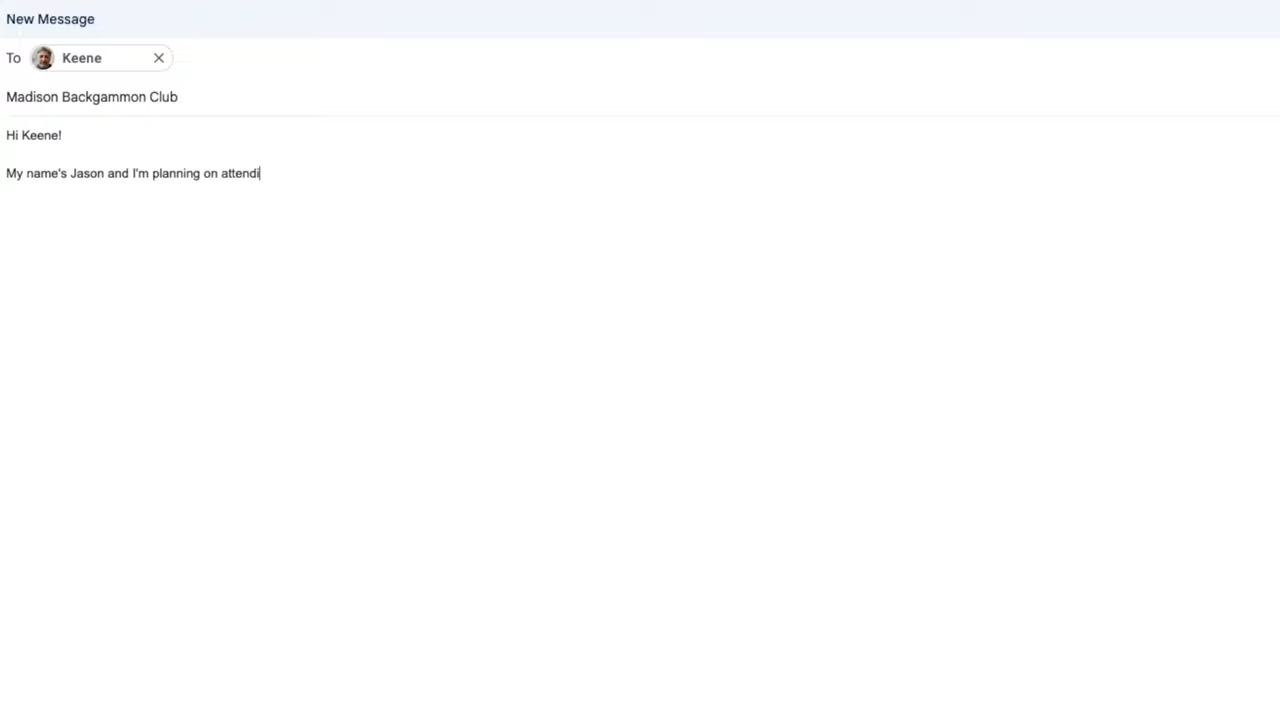 New Message
To Keene
Madison Backgammon Club
Hi Keene!
My name's Jason and I'm planning on attendi